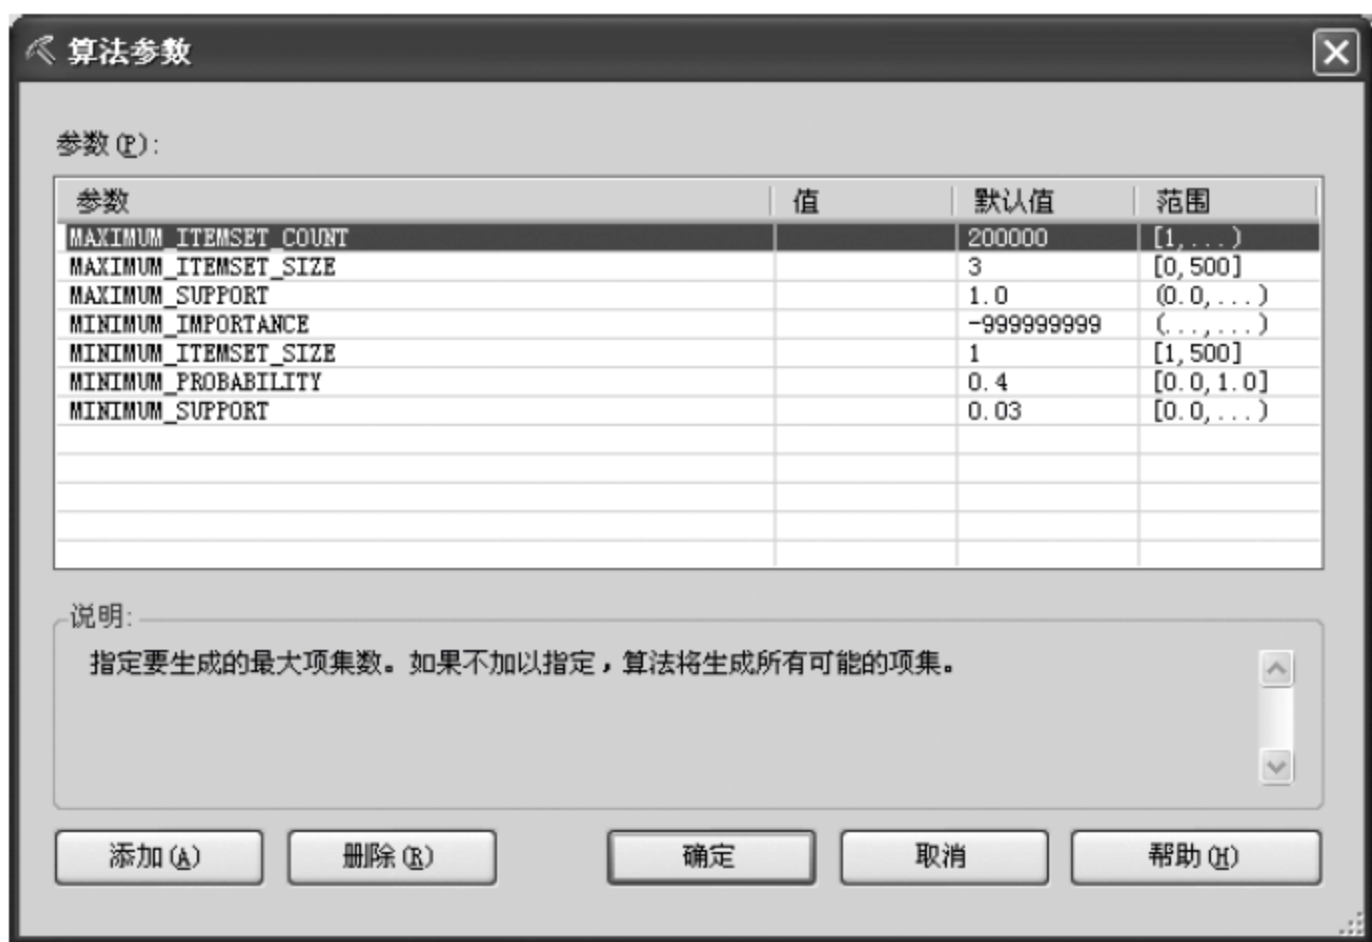 算法参数
参数(P):
参数 值 默认值 范围
MAXIMUM_ITEMSET_COUNT 200000 [1,...)
MAXIMUM_ITEMSET_SIZE 3 [0,500]
MAXIMUM_SUPPORT 1.0 (0.0,...)
MINIMUM_IMPORTANCE -999999999 (...,...)
MINIMUM_ITEMSET_SIZE 1 [1,500]
MINIMUM_PROBABILITY 0.4 [0.0,1.0]
MINIMUM_SUPPORT 0.03 [0.0,...)
说明:
指定要生成的最大项集数。如果不加以指定，算法将生成所有可能的项集。
添加(A) 删除(R) 确定 取消 帮助(H)